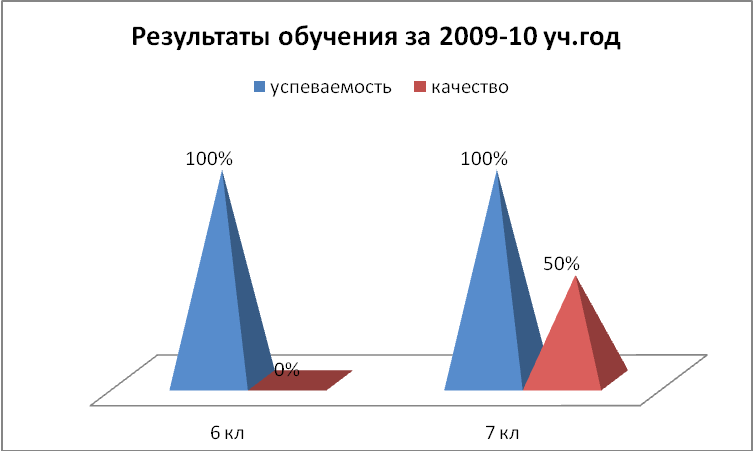 Результаты обучения за 2009-10 уч.год
успеваемость качество
100% 100%
50%
0%
6 кл 7 кл